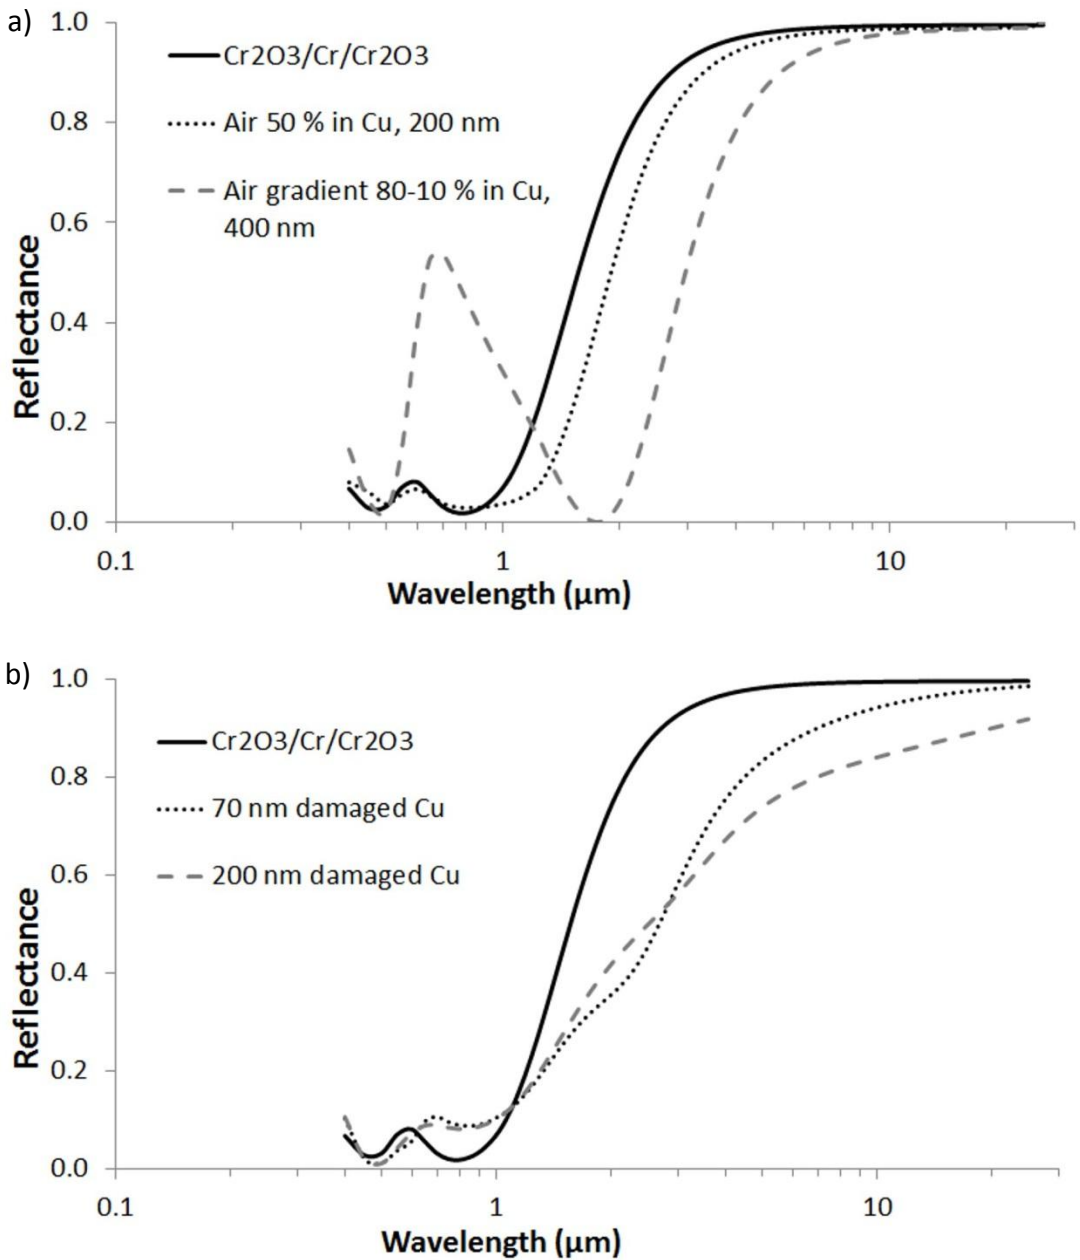 a)
1.0
0.8
0.6
0.4
0.2
0.0
Reflectance
Cr2O3/Cr/Cr2O3
Air 50 % in Cu, 200 nm
Air gradient 80-10 % in Cu,
400 nm
0.1 1 10
Wavelength (µm)
b)
1.0
0.8
0.6
0.4
0.2
0.0
Reflectance
Cr2O3/Cr/Cr2O3
70 nm damaged Cu
200 nm damaged Cu
0.1 1 10
Wavelength (µm)